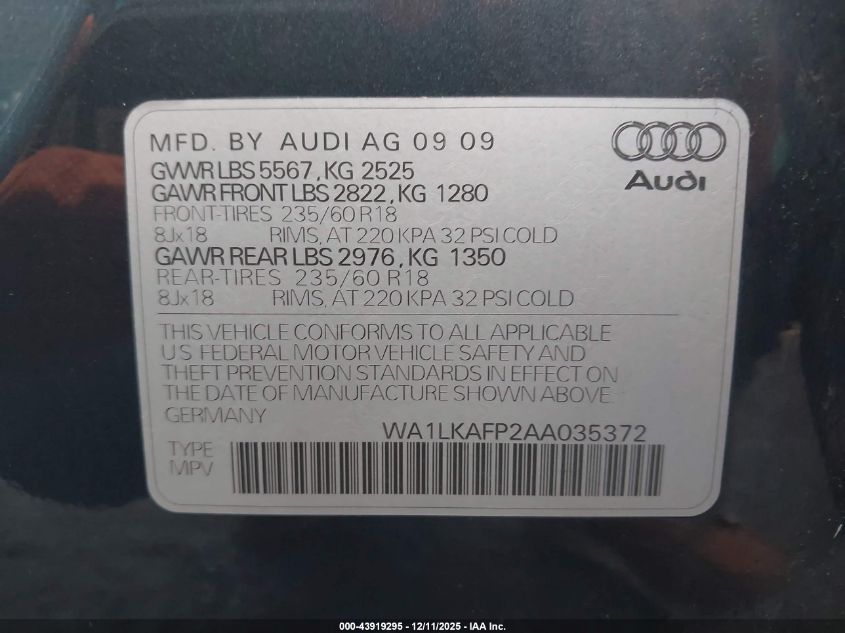 MFD. BY AUDI AG 09 09
Audi
GVWR LBS 5567, KG 2525
GAWR FRONT LBS 2822, KG 1280
FRONT-TIRES 235/60 R18
8Jx18 RIMS, AT 220 KPA 32 PSI COLD
GAWR REAR LBS 2976, KG 1350
REAR-TIRES 235/60 R18
8Jx18 RIMS, AT 220 KPA 32 PSI COLD
THIS VEHICLE CONFORMS TO ALL APPLICABLE
U.S. FEDERAL MOTOR VEHICLE SAFETY AND
THEFT PREVENTION STANDARDS IN EFFECT ON
THE DATE OF MANUFACTURE SHOWN ABOVE.
GERMANY
WA1LKAFP2AA035372
TYPE
MPV
000-43919295 - 12/11/2025 - IAA Inc.